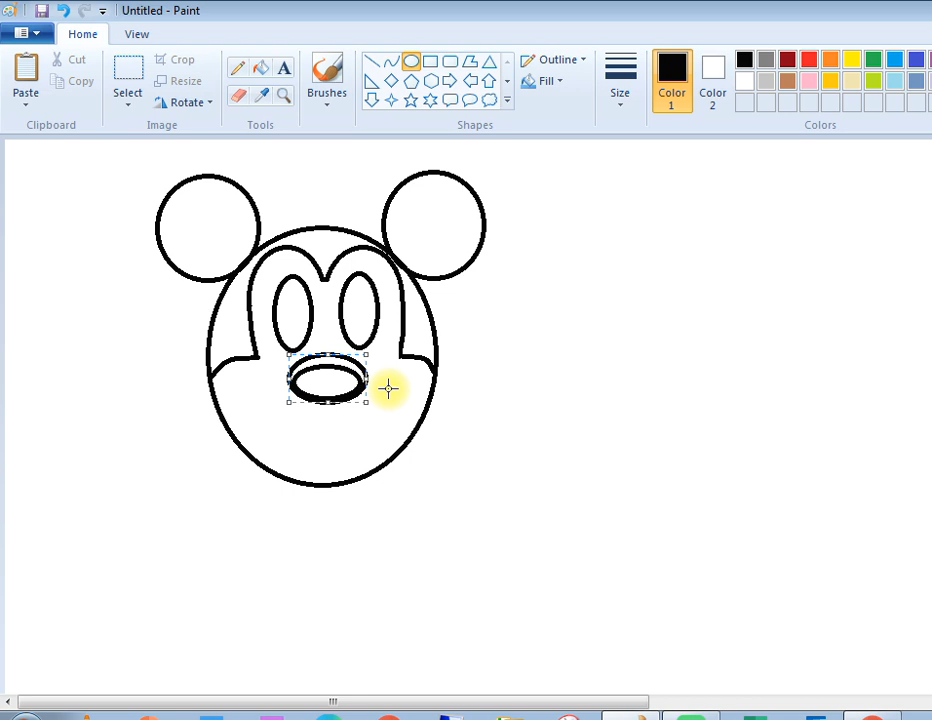 Untitled - Paint
Home View
Cut
Copy
Paste
Clipboard
Select
Crop
Resize
Rotate
Image
A
Tools
Brushes
Outline
Fill
Shapes
Size
Color 1
Color 2
Colors